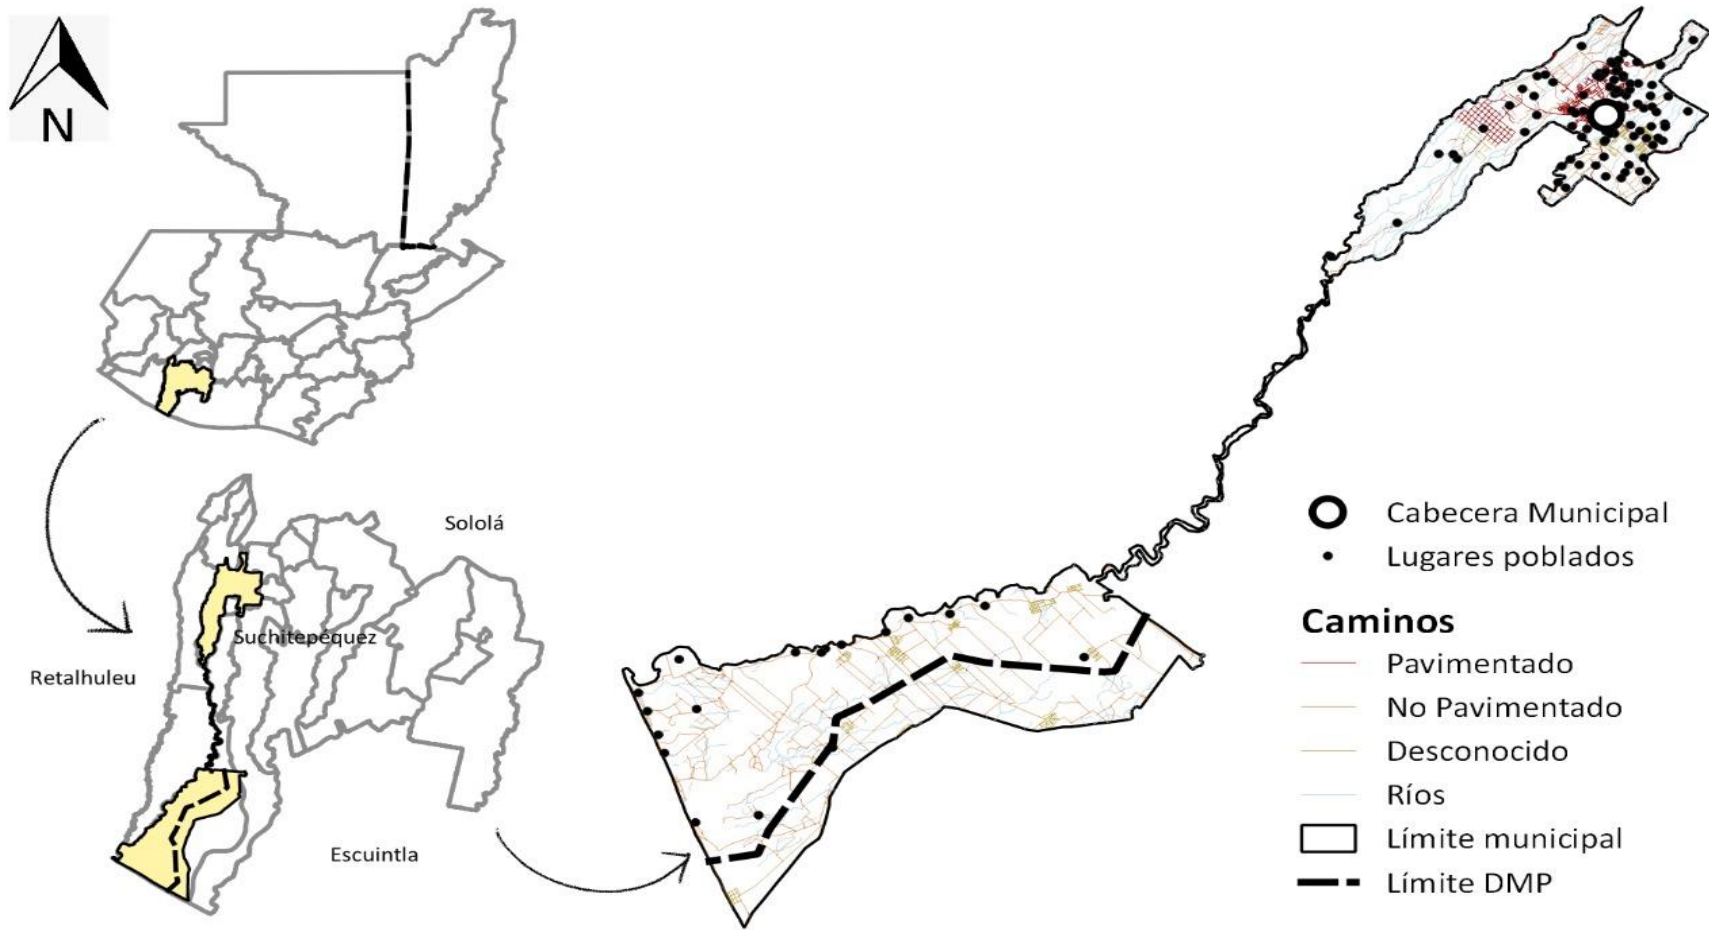 N
Sololá
Suchitepéquez
Retalhuleu
Escuintla
Cabecera Municipal
Lugares poblados
Caminos
Pavimentado
No Pavimentado
Desconocido
Ríos
Límite municipal
Límite DMP